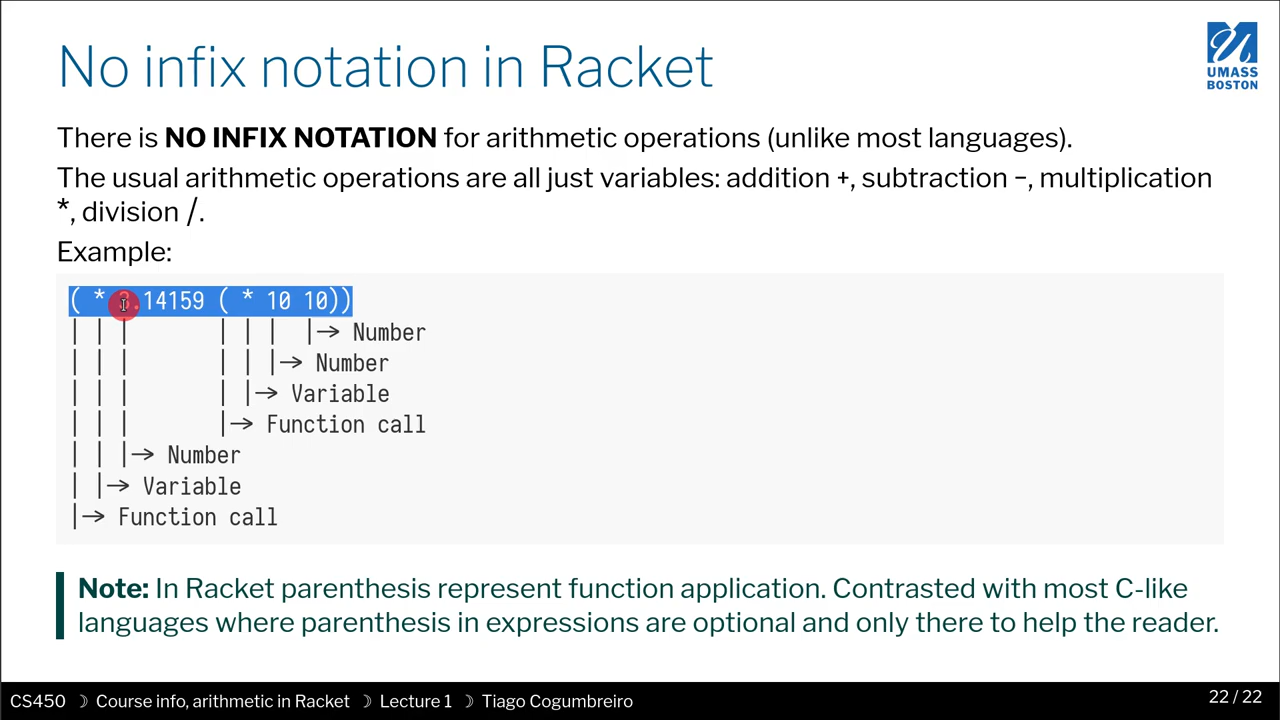 No infix notation in Racket
UMASS
BOSTON
There is NO INFIX NOTATION for arithmetic operations (unlike most languages).
The usual arithmetic operations are all just variables: addition +, subtraction -, multiplication
*, division /.
Example:
( * 3.14159 ( * 10 10))
| | |       | | |  |→ Number
| | |       | | |→ Number
| | |       | |→ Variable
| | |       |→ Function call
| | |→ Number
| |→ Variable
|→ Function call
Note: In Racket parenthesis represent function application. Contrasted with most C-like
languages where parenthesis in expressions are optional and only there to help the reader.
CS450 ☽ Course info, arithmetic in Racket ☽ Lecture 1 ☽ Tiago Cogumbreiro 22 / 22